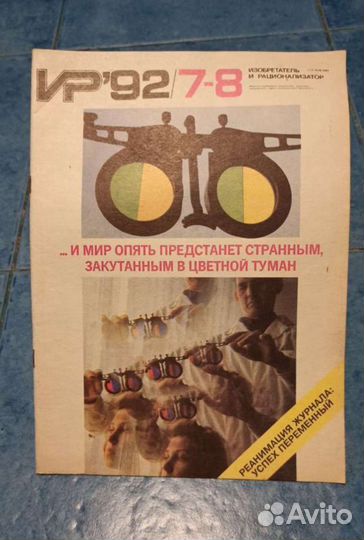 ИР'92/7-8
ИЗОБРЕТАТЕЛЬ
И РАЦИОНАЛИЗАТОР
... И МИР ОПЯТЬ ПРЕДСТАНЕТ СТРАННЫМ,
ЗАКУТАННЫМ В ЦВЕТНОЙ ТУМАН
РЕАНИМАЦИЯ ЖУРНАЛА:
УСПЕХ ПЕРЕМЕННЫЙ
Avito